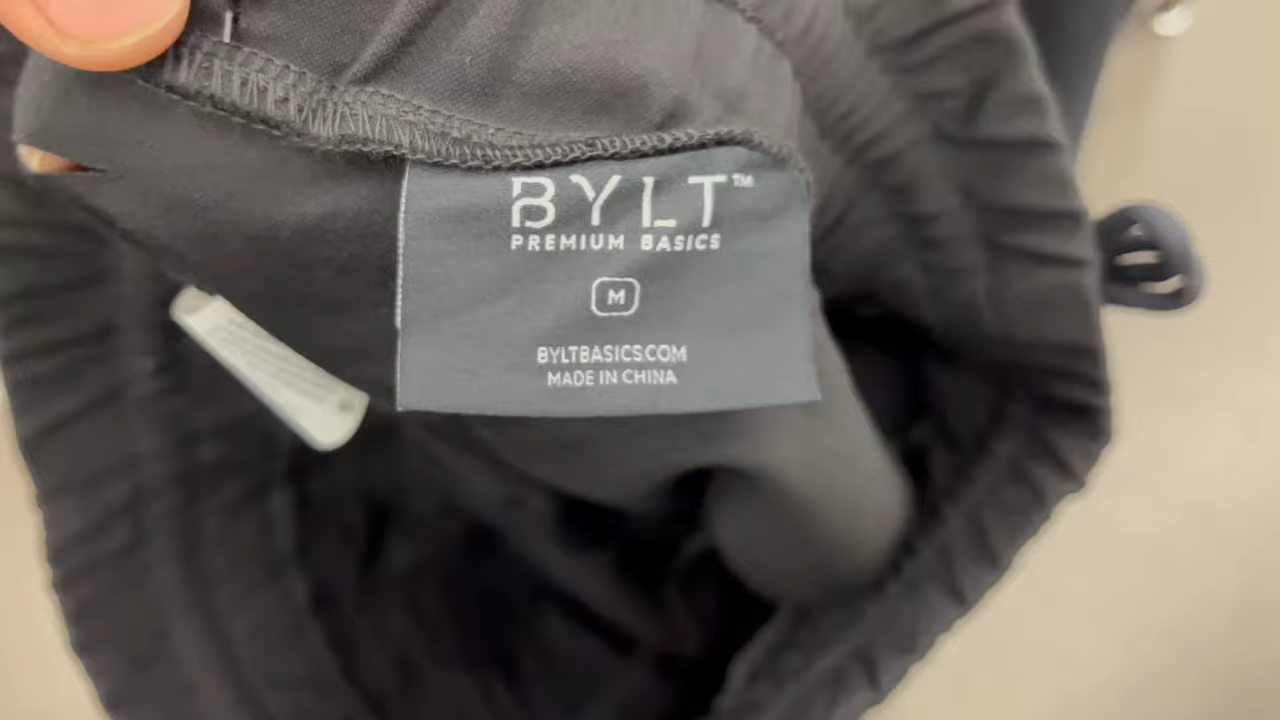 BYLT™
PREMIUM BASICS
M
BYLTBASICS.COM
MADE IN CHINA